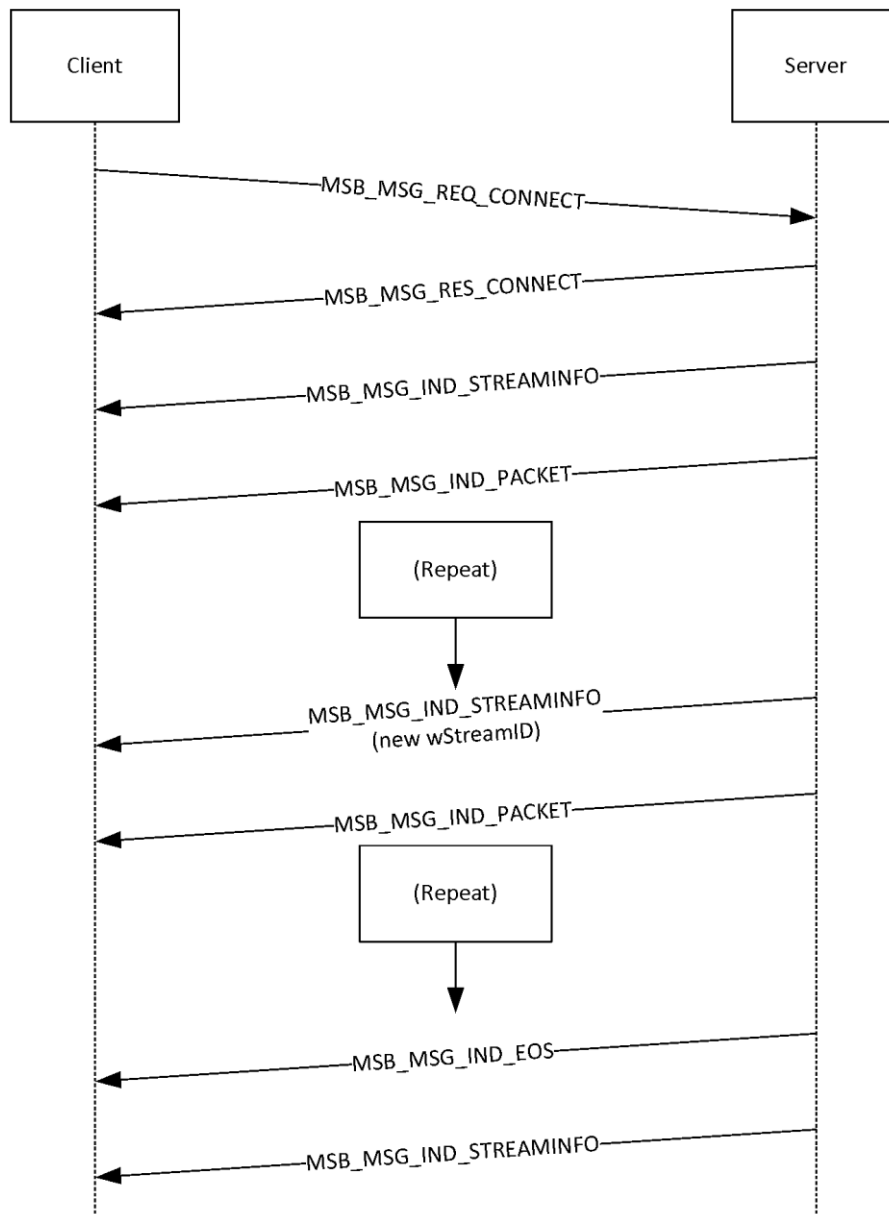 Client
Server
MSB_MSG_REQ_CONNECT
MSB_MSG_RES_CONNECT
MSB_MSG_IND_STREAMINFO
MSB_MSG_IND_PACKET
(Repeat)
MSB_MSG_IND_STREAMINFO
(new wStreamID)
MSB_MSG_IND_PACKET
(Repeat)
MSB_MSG_IND_EOS
MSB_MSG_IND_STREAMINFO